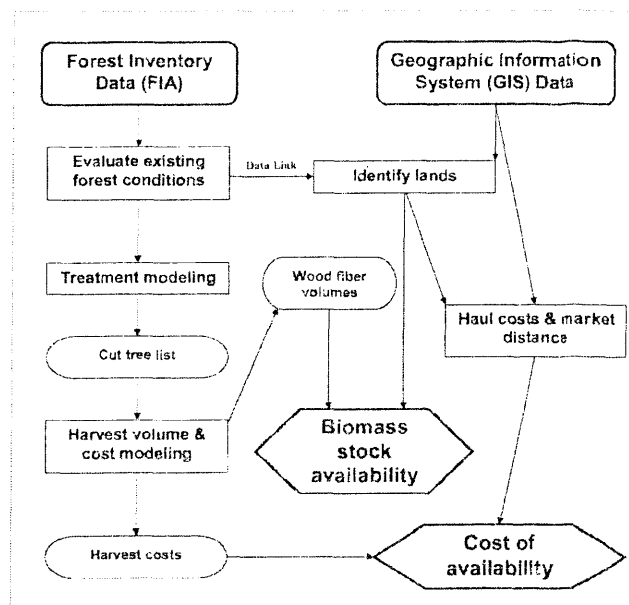 Forest Inventory
Data (FIA)
Geographic Information
System (GIS) Data
Evaluate existing
forest conditions
Data Link
Identify lands
Treatment modeling
Wood fiber
volumes
Haul costs & market
distance
Cut tree list
Harvest volume &
cost modeling
Biomass
stock
availability
Harvest costs
Cost of
availability